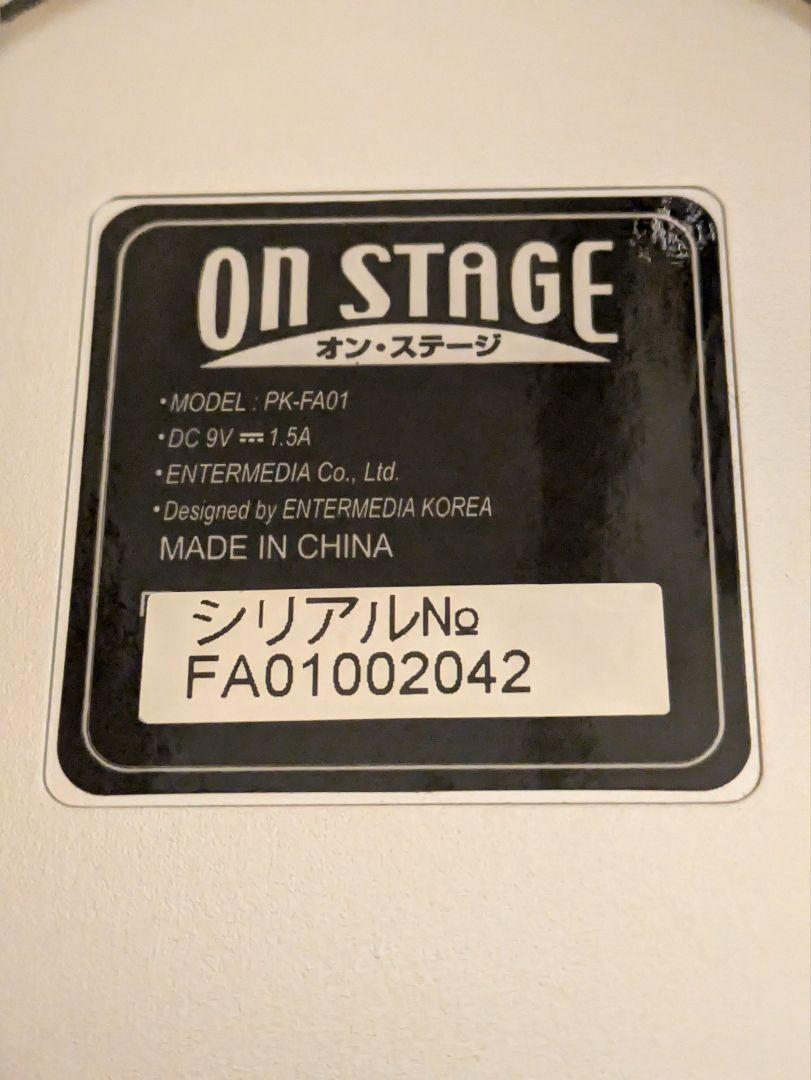 ON STAGE
オン・ステージ
・MODEL : PK-FA01
・DC 9V ⎓ 1.5A
・ENTERMEDIA Co., Ltd.
・Designed by ENTERMEDIA KOREA
MADE IN CHINA
シリアル№
FA01002042